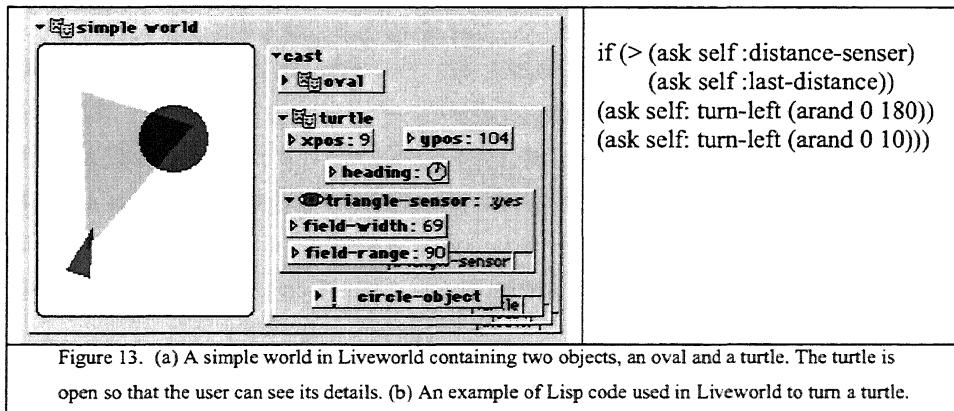 simple world
cast
oval
turtle
xpos: 9 ypos: 104
heading:
triangle-sensor: yes
field-width: 69
field-range: 90
-sensor
circle-object
if (> (ask self :distance-senser)
(ask self :last-distance))
(ask self: turn-left (arand 0 180))
(ask self: turn-left (arand 0 10)))
Figure 13. (a) A simple world in Liveworld containing two objects, an oval and a turtle. The turtle is
open so that the user can see its details. (b) An example of Lisp code used in Liveworld to turn a turtle.